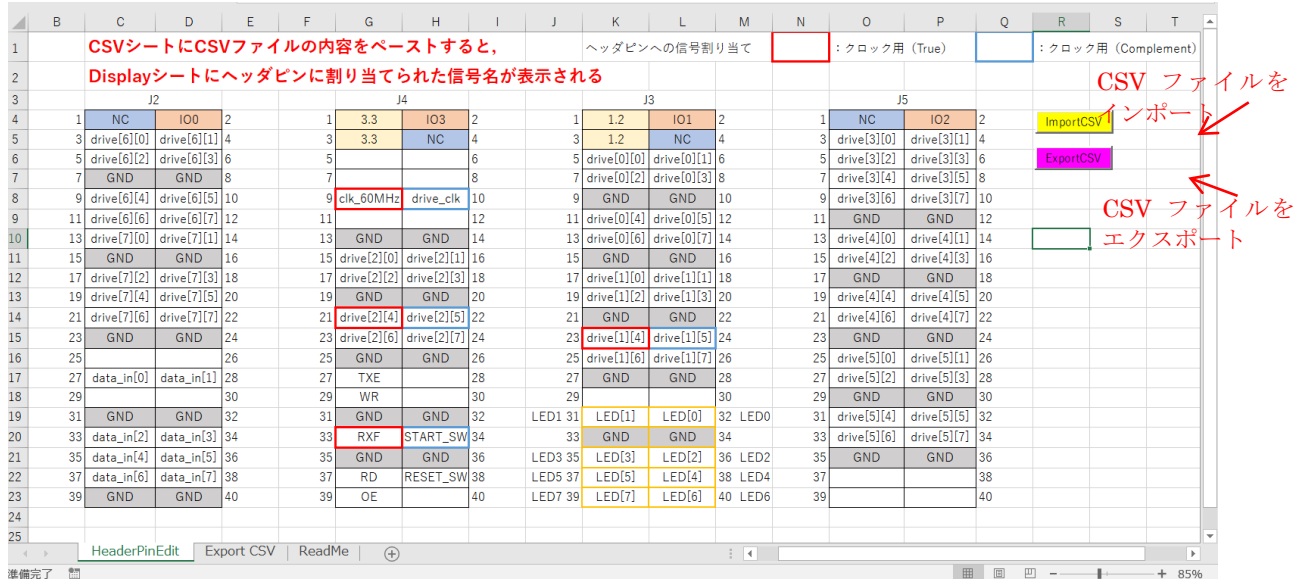 B C D E F G H I J K L M N O P Q R S T
1 CSVシートにCSVファイルの内容をペーストすると, ヘッダピンへの信号割り当て :クロック用(True) :クロック用(Complement)
2 Displayシートにヘッダピンに割り当てられた信号名が表示される
CSV ファイルを
インポート
3 J2 J4 J3 J5
4 1 NC IO0 2 1 3.3 IO3 2 1 1.2 IO1 2 1 NC IO2 2 ImportCSV
5 3 drive[6][0] drive[6][1] 4 3 3.3 NC 4 3 1.2 NC 4 3 drive[3][0] drive[3][1] 4
6 5 drive[6][2] drive[6][3] 6 5 6 5 drive[0][0] drive[0][1] 6 5 drive[3][2] drive[3][3] 6 ExportCSV
7 7 GND GND 8 7 8 7 drive[0][2] drive[0][3] 8 7 drive[3][4] drive[3][5] 8
8 9 drive[6][4] drive[6][5] 10 9 clk_60MHz drive_clk 10 9 GND GND 10 9 drive[3][6] drive[3][7] 10
CSV ファイルを
エクスポート
9 11 drive[6][6] drive[6][7] 12 11 12 11 drive[0][4] drive[0][5] 12 11 GND GND 12
10 13 drive[7][0] drive[7][1] 14 13 GND GND 14 13 drive[0][6] drive[0][7] 14 13 drive[4][0] drive[4][1] 14
11 15 GND GND 16 15 drive[2][0] drive[2][1] 16 15 GND GND 16 15 drive[4][2] drive[4][3] 16
12 17 drive[7][2] drive[7][3] 18 17 drive[2][2] drive[2][3] 18 17 drive[1][0] drive[1][1] 18 17 GND GND 18
13 19 drive[7][4] drive[7][5] 20 19 GND GND 20 19 drive[1][2] drive[1][3] 20 19 drive[4][4] drive[4][5] 20
14 21 drive[7][6] drive[7][7] 22 21 drive[2][4] drive[2][5] 22 21 GND GND 22 21 drive[4][6] drive[4][7] 22
15 23 GND GND 24 23 drive[2][6] drive[2][7] 24 23 drive[1][4] drive[1][5] 24 23 GND GND 24
16 25 26 25 GND GND 26 25 drive[1][6] drive[1][7] 26 25 drive[5][0] drive[5][1] 26
17 27 data_in[0] data_in[1] 28 27 TXE 28 27 GND GND 28 27 drive[5][2] drive[5][3] 28
18 29 30 29 WR 30 29 30 29 GND GND 30
19 31 GND GND 32 31 GND GND 32 LED1 31 LED[1] LED[0] 32 LED0 31 drive[5][4] drive[5][5] 32
20 33 data_in[2] data_in[3] 34 33 RXF START_SW 34 33 GND GND 34 33 drive[5][6] drive[5][7] 34
21 35 data_in[4] data_in[5] 36 35 GND GND 36 LED3 35 LED[3] LED[2] 36 LED2 35 GND GND 36
22 37 data_in[6] data_in[7] 38 37 RD RESET_SW 38 LED5 37 LED[5] LED[4] 38 LED4 37 38
23 39 GND GND 40 39 OE 40 LED7 39 LED[7] LED[6] 40 LED6 39 40
24
25
HeaderPinEdit Export CSV ReadMe
準備完了 85%